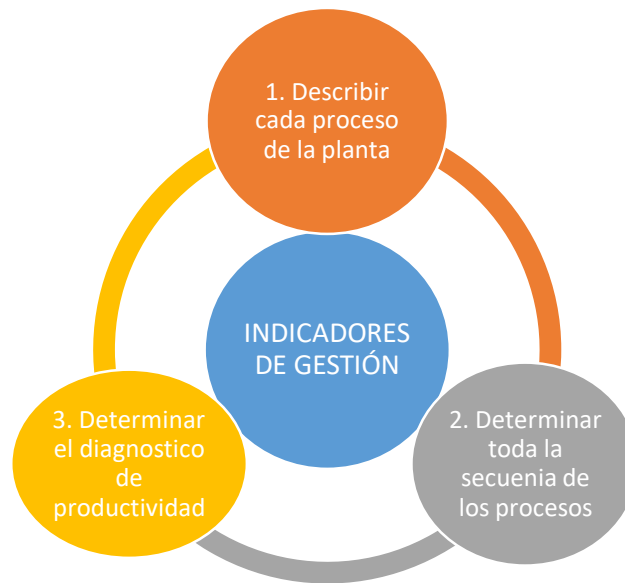 1. Describir
cada proceso
de la planta
INDICADORES
DE GESTIÓN
2. Determinar
toda la
secuenia de
los procesos
3. Determinar
el diagnostico
de
productividad